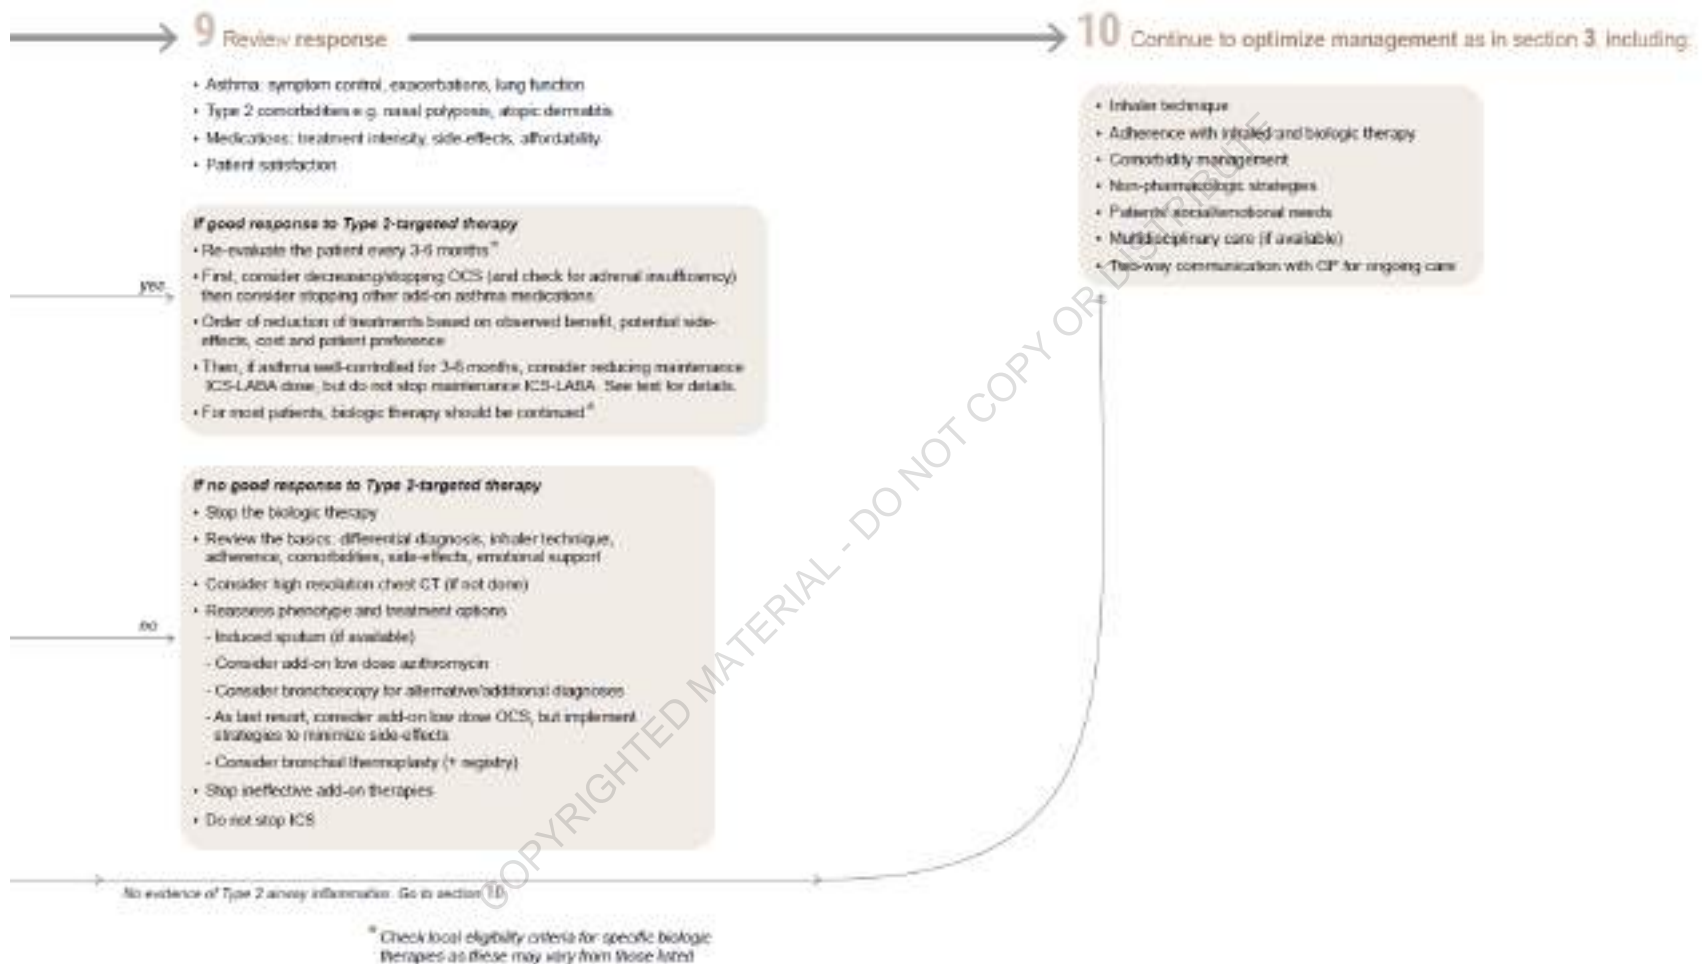 9 Review response
• Asthma: symptom control, exacerbations, lung function
• Type 2 comorbidities e.g. nasal polyposis, atopic dermatitis
• Medications: treatment intensity, side-effects, affordability
• Patient satisfaction
yes
If good response to Type 2-targeted therapy
• Re-evaluate the patient every 3-6 months*
• First, consider decreasing/stopping OCS (and check for adrenal insufficiency)
then consider stopping other add-on asthma medications
• Order of reduction of treatments based on observed benefit, potential side-
effects, cost and patient preference
• Then, if asthma well-controlled for 3-6 months, consider reducing maintenance
ICS-LABA dose, but do not stop maintenance ICS-LABA. See text for details.
• For most patients, biologic therapy should be continued*
no
If no good response to Type 2-targeted therapy
• Stop the biologic therapy
• Review the basics: differential diagnosis, inhaler technique,
adherence, comorbidities, side-effects, emotional support
• Consider high resolution chest CT (if not done)
• Reassess phenotype and treatment options
- Induced sputum (if available)
- Consider add-on low dose azithromycin
- Consider bronchoscopy for alternative/additional diagnoses
- As last resort, consider add-on low dose OCS, but implement
strategies to minimize side-effects
- Consider bronchial thermoplasty (+ registry)
• Stop ineffective add-on therapies
• Do not stop ICS
No evidence of Type 2 airway inflammation. Go to section 10
* Check local eligibility criteria for specific biologic
therapies as these may vary from those listed
10 Continue to optimize management as in section 3, including:
• Inhaler technique
• Adherence with inhaled and biologic therapy
• Comorbidity management
• Non-pharmacologic strategies
• Patients' social/emotional needs
• Multidisciplinary care (if available)
• Two-way communication with GP for ongoing care
COPYRIGHTED MATERIAL - DO NOT COPY OR DISTRIBUTE